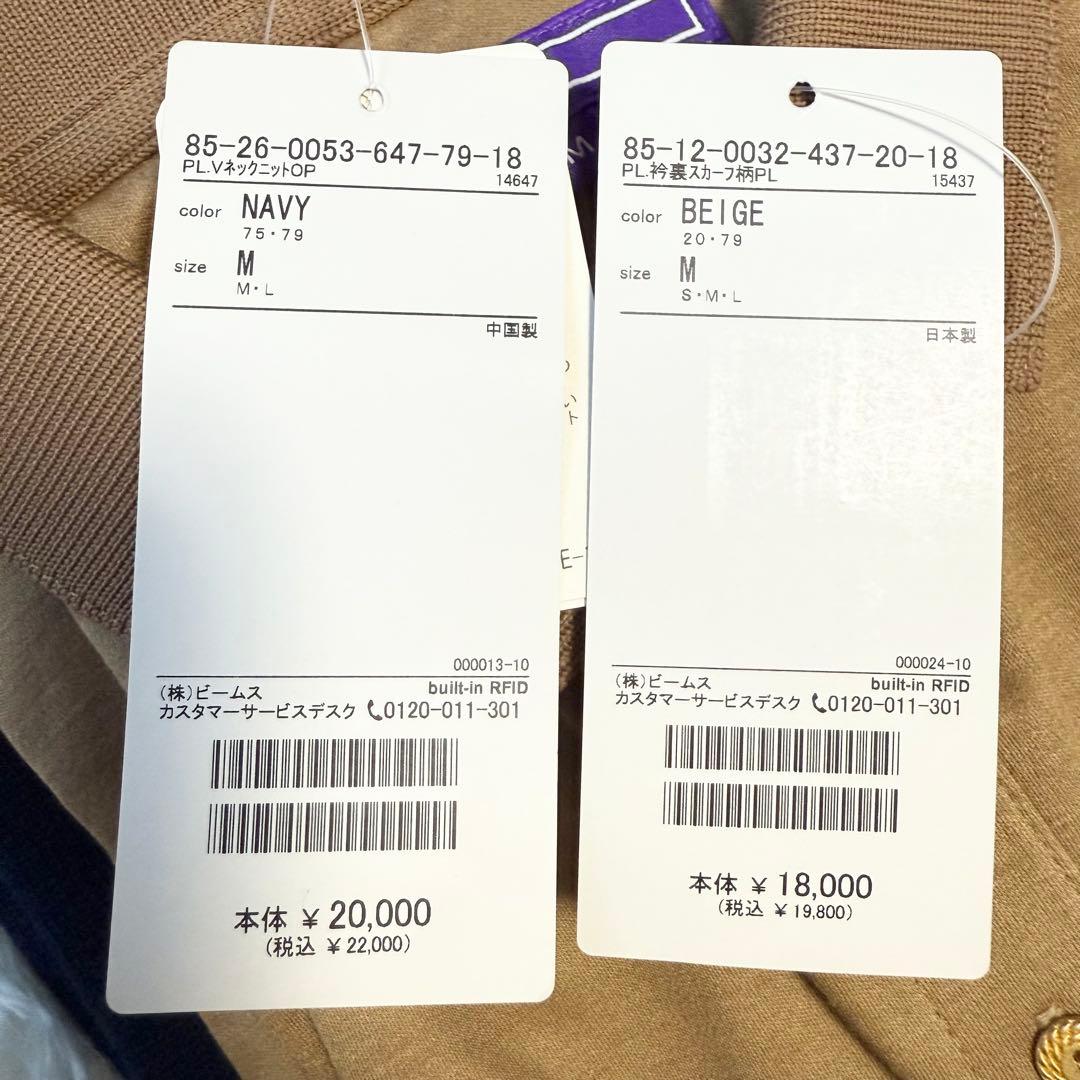 85-26-0053-647-79-18
PL.VネックニットOP
14647
color NAVY
75・79
size M
M・L
中国製
000013-10
(株)ビームス
built-in RFID
カスタマーサービスデスク 0120-011-301
本体 ¥ 20,000
(税込 ¥ 22,000)
85-12-0032-437-20-18
PL.衿裏スカーフ柄PL
15437
color BEIGE
20・79
size M
S・M・L
日本製
000024-10
(株)ビームス
built-in RFID
カスタマーサービスデスク 0120-011-301
本体 ¥ 18,000
(税込 ¥ 19,800)